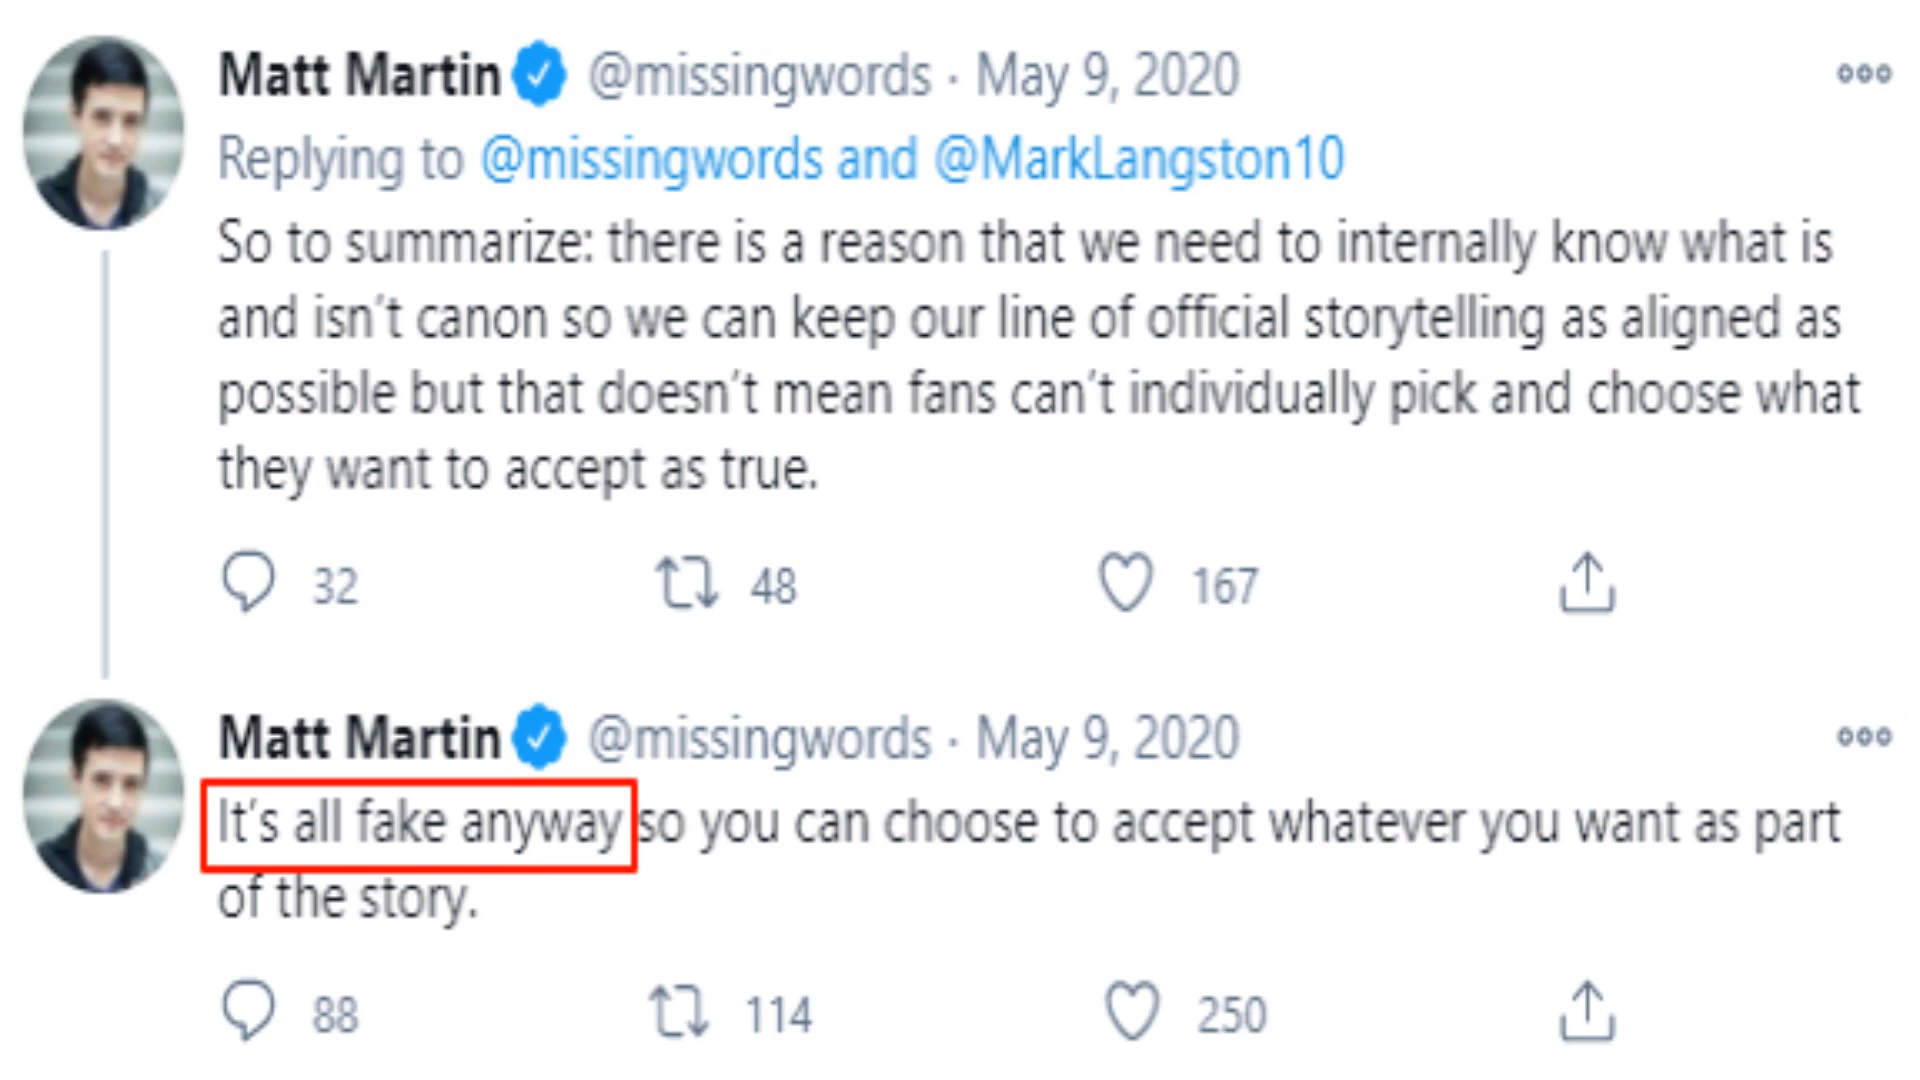 Matt Martin @missingwords · May 9, 2020
Replying to @missingwords and @MarkLangston10
So to summarize: there is a reason that we need to internally know what is
and isn't canon so we can keep our line of official storytelling as aligned as
possible but that doesn't mean fans can't individually pick and choose what
they want to accept as true.
32 48 167
Matt Martin @missingwords · May 9, 2020
It's all fake anyway so you can choose to accept whatever you want as part
of the story.
88 114 250